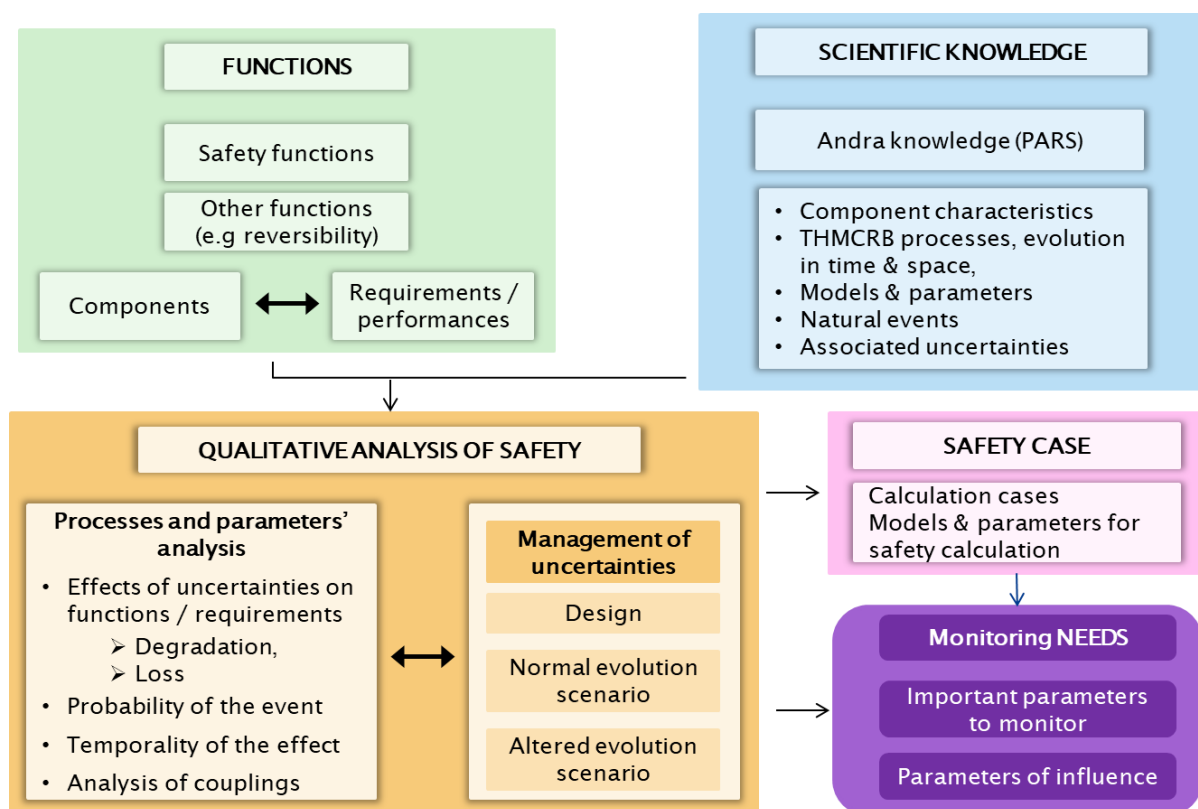 FUNCTIONS
Safety functions
Other functions
(e.g reversibility)
Components
Requirements /
performances
SCIENTIFIC KNOWLEDGE
Andra knowledge (PARS)
• Component characteristics
• THMCRB processes, evolution
in time & space,
• Models & parameters
• Natural events
• Associated uncertainties
QUALITATIVE ANALYSIS OF SAFETY
Processes and parameters’
analysis
• Effects of uncertainties on
functions / requirements
➢ Degradation,
➢ Loss
• Probability of the event
• Temporality of the effect
• Analysis of couplings
Management of
uncertainties
Design
Normal evolution
scenario
Altered evolution
scenario
SAFETY CASE
Calculation cases
Models & parameters for
safety calculation
Monitoring NEEDS
Important parameters
to monitor
Parameters of influence